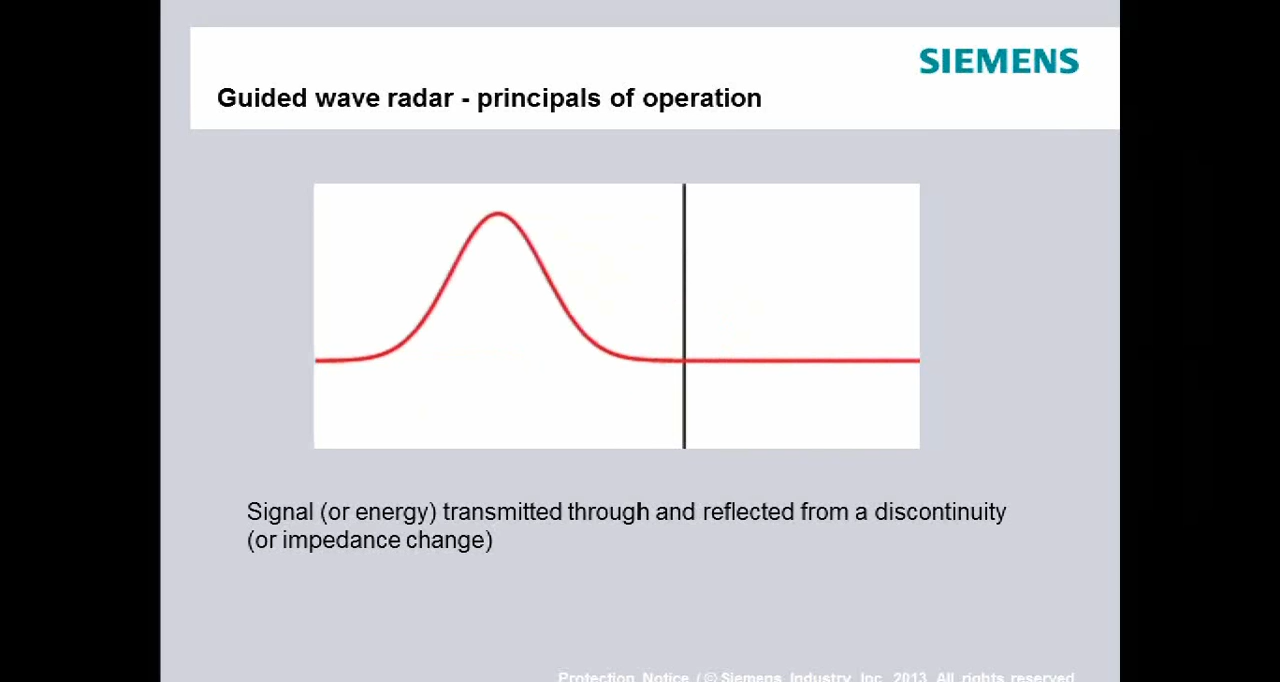 SIEMENS
Guided wave radar - principals of operation
Signal (or energy) transmitted through and reflected from a discontinuity
(or impedance change)
Protection Notice / © Siemens Industry, Inc. 2013. All rights reserved